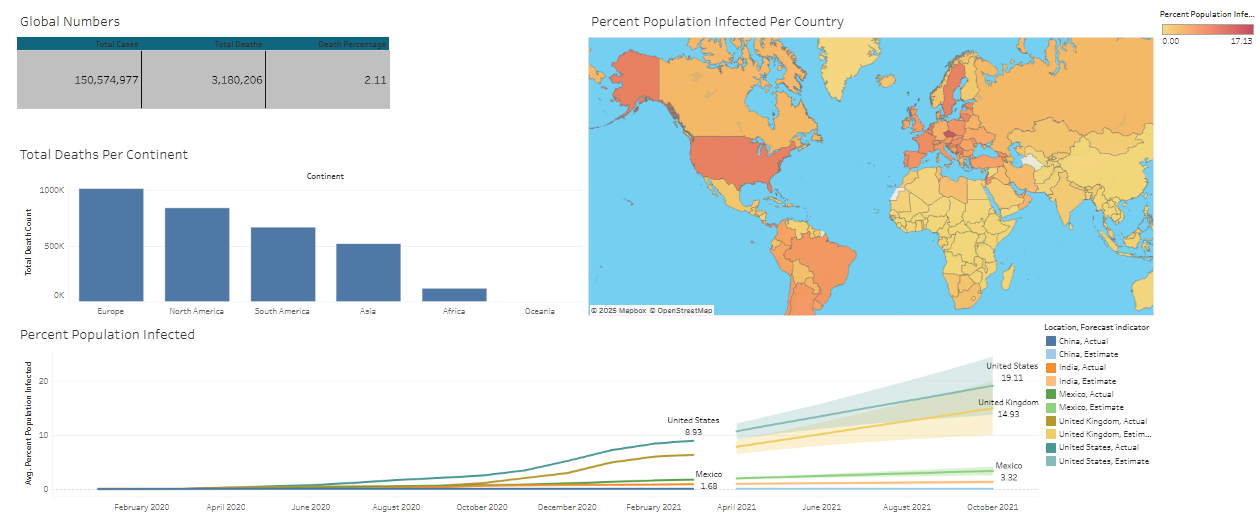 Global Numbers
Total Cases Total Deaths Death Percentage
150,574,977 3,180,206 2.11
Percent Population Infected Per Country
Percent Population Infe...
0.00 17.13
© 2025 Mapbox © OpenStreetMap
Total Deaths Per Continent
Continent
Total Death Count
1000K
500K
0K
Europe North America South America Asia Africa Oceania
Percent Population Infected
Avg. Percent Population Infected
20
10
0
United States
8.93
Mexico
1.68
United States
19.11
United Kingdom
14.93
Mexico
3.32
February 2020 April 2020 June 2020 August 2020 October 2020 December 2020 February 2021 April 2021 June 2021 August 2021 October 2021
Location, Forecast indicator
China, Actual
China, Estimate
India, Actual
India, Estimate
Mexico, Actual
Mexico, Estimate
United Kingdom, Actual
United Kingdom, Estim...
United States, Actual
United States, Estimate